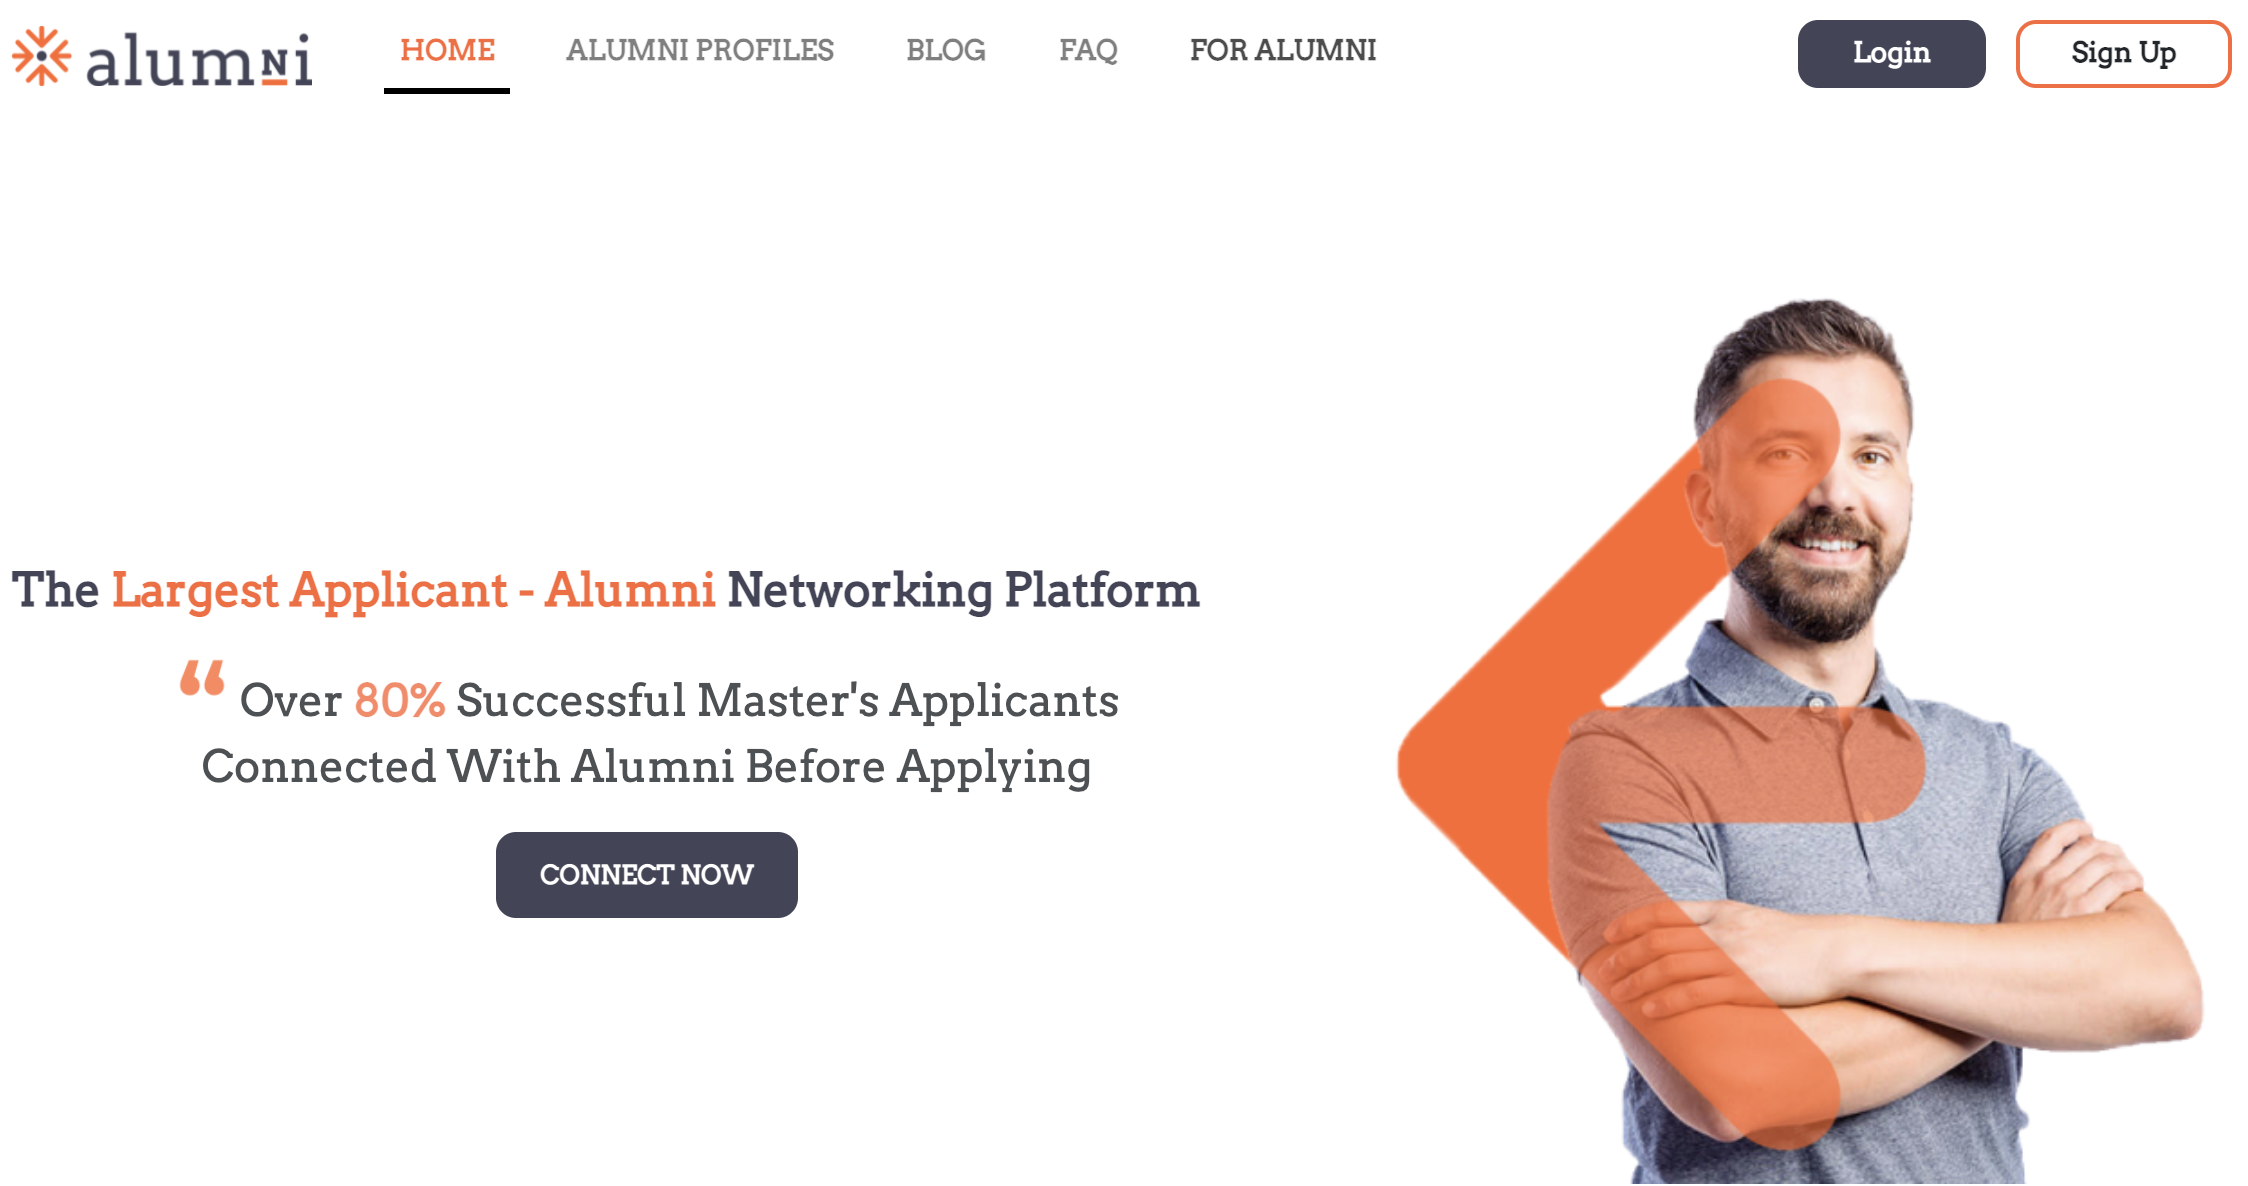 alumni
HOME
ALUMNI PROFILES
BLOG
FAQ
FOR ALUMNI
Login
Sign Up
The Largest Applicant - Alumni Networking Platform
“ Over 80% Successful Master's Applicants
Connected With Alumni Before Applying
CONNECT NOW